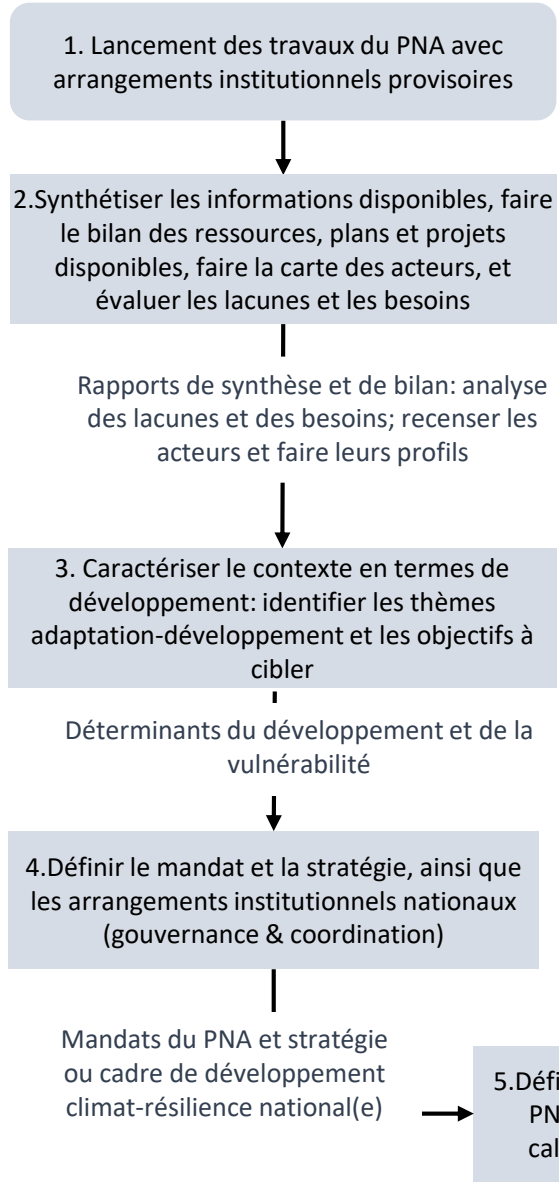 1. Lancement des travaux du PNA avec
arrangements institutionnels provisoires
2.Synthétiser les informations disponibles, faire
le bilan des ressources, plans et projets
disponibles, faire la carte des acteurs, et
évaluer les lacunes et les besoins
Rapports de synthèse et de bilan: analyse
des lacunes et des besoins; recenser les
acteurs et faire leurs profils
3. Caractériser le contexte en termes de
développement: identifier les thèmes
adaptation-développement et les objectifs à
cibler
Déterminants du développement et de la
vulnérabilité
4.Définir le mandat et la stratégie, ainsi que
les arrangements institutionnels nationaux
(gouvernance & coordination)
Mandats du PNA et stratégie
ou cadre de développement
climat-résilience national(e)
5.Défi
PN
cal